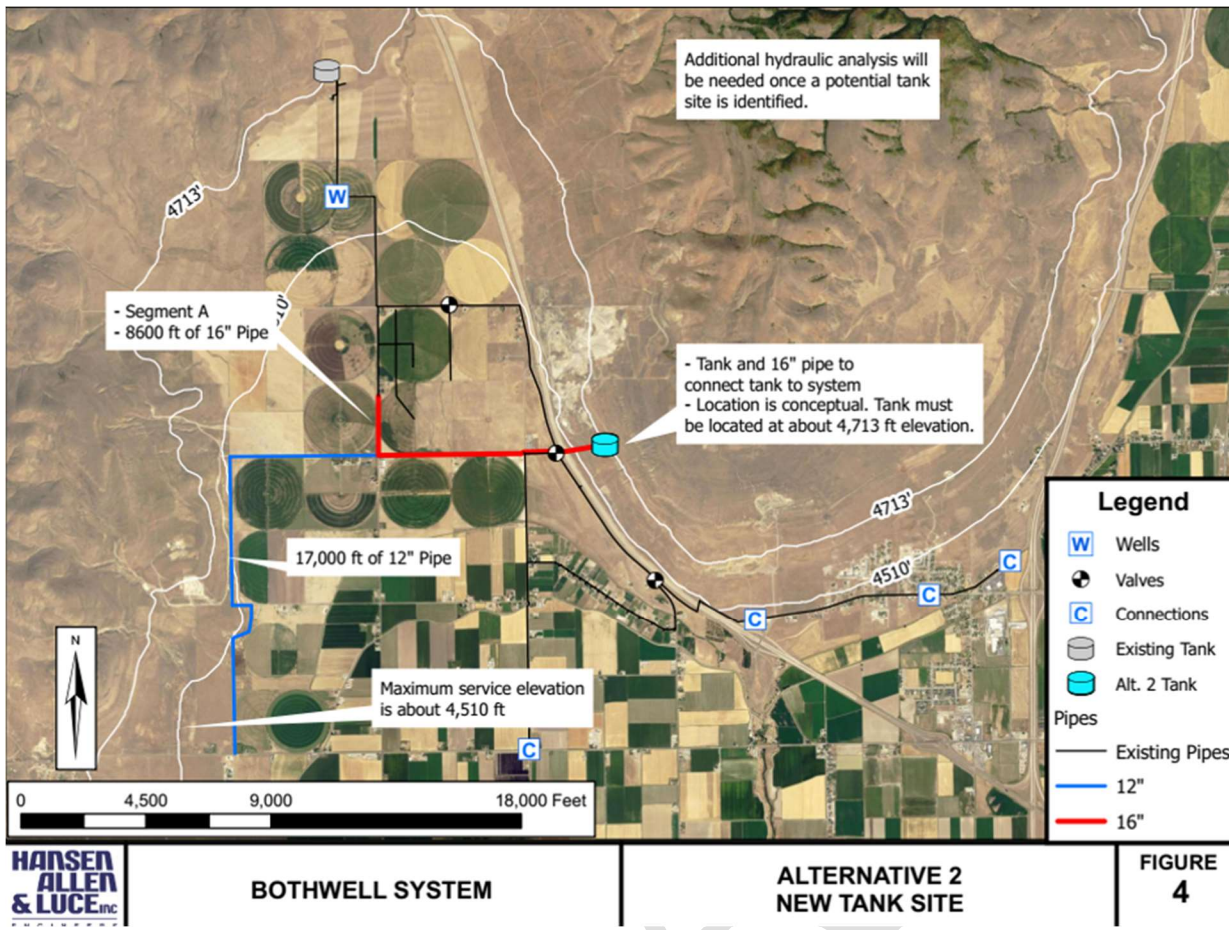 Additional hydraulic analysis will
be needed once a potential tank
site is identified.
4713'
W
- Segment A
- 8600 ft of 16" Pipe
- Tank and 16" pipe to
connect tank to system
- Location is conceptual. Tank must
be located at about 4,713 ft elevation.
4713'
4510'
17,000 ft of 12" Pipe
C
C
C
Maximum service elevation
is about 4,510 ft
C
N
0 4,500 9,000 18,000 Feet
Legend
W Wells
Valves
C Connections
Existing Tank
Alt. 2 Tank
Pipes
Existing Pipes
12"
16"
HANSEN
ALLEN
& LUCE INC
BOTHWELL SYSTEM
ALTERNATIVE 2
NEW TANK SITE
FIGURE
4